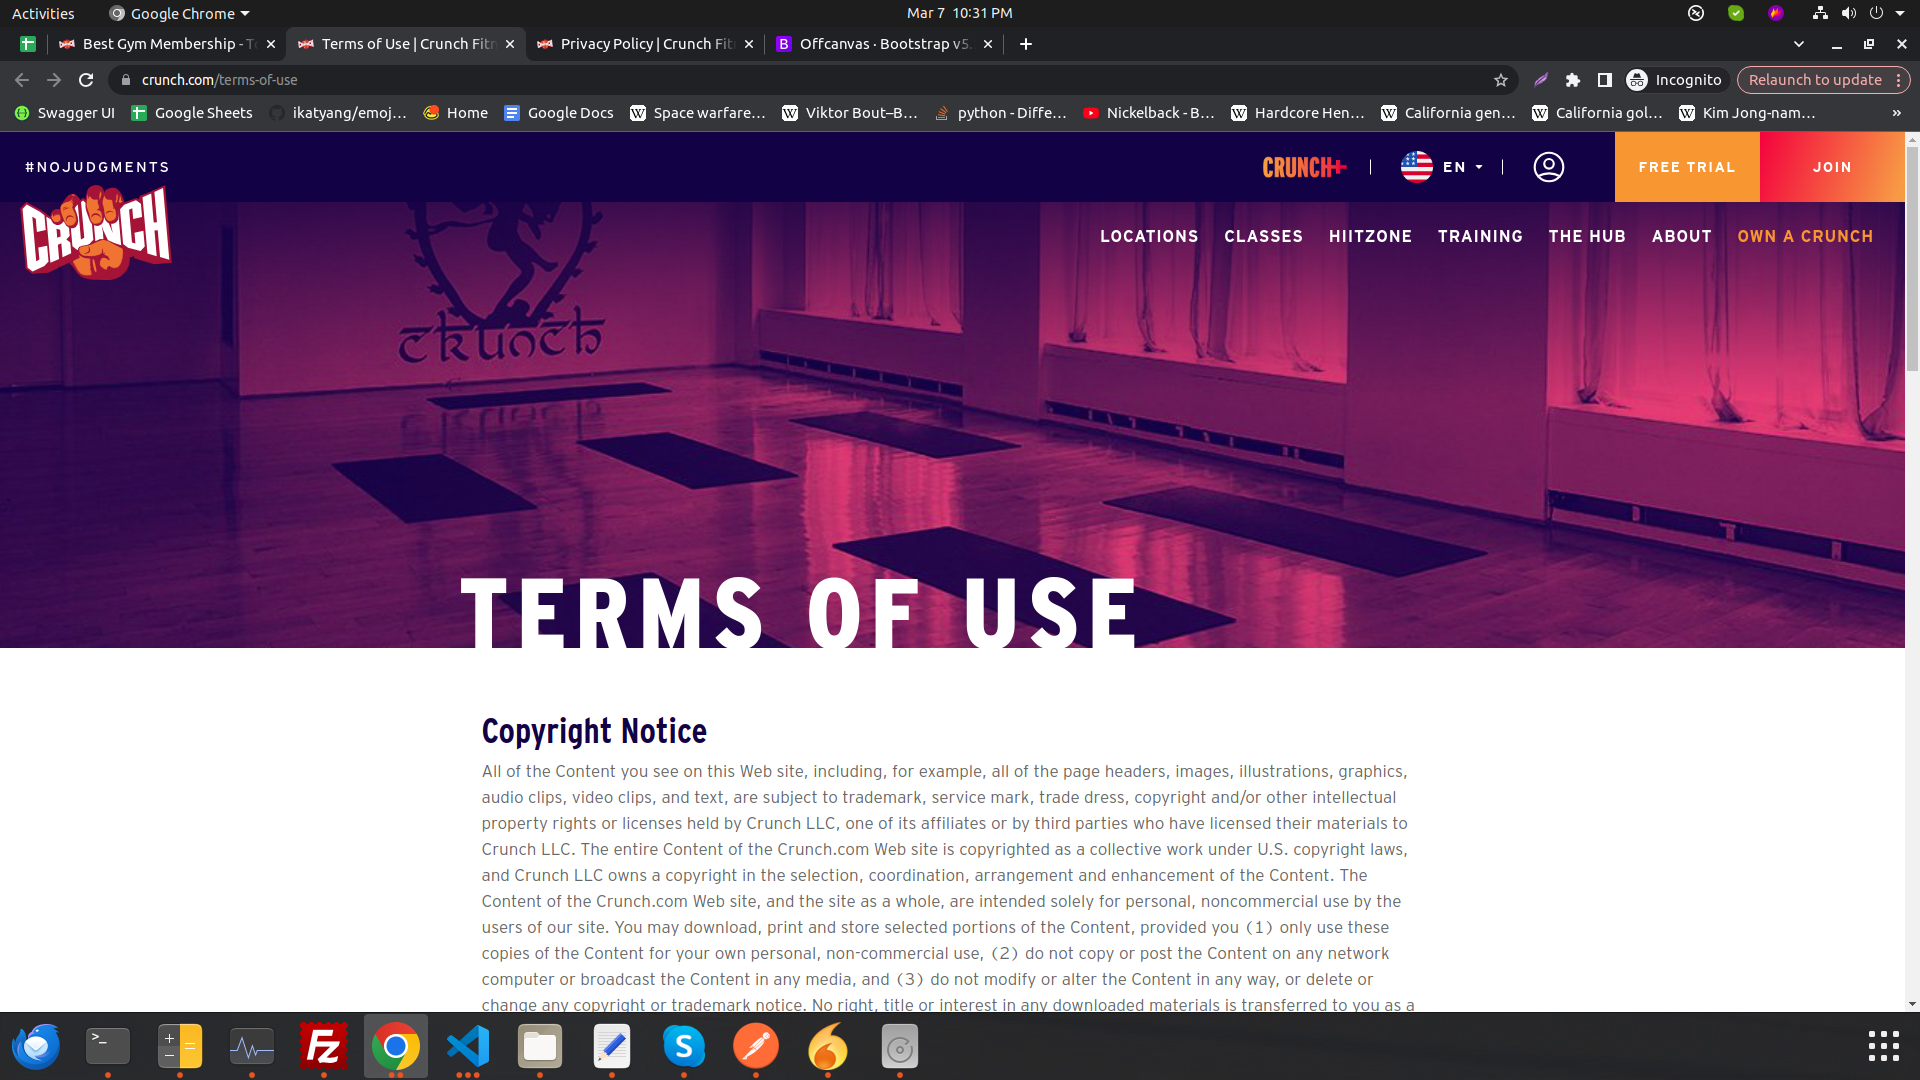 Activities
Google Chrome
Mar 7 10:31 PM
Best Gym Membership - To
Terms of Use | Crunch Fitn
Privacy Policy | Crunch Fit
Offcanvas · Bootstrap v5.
crunch.com/terms-of-use
Incognito
Relaunch to update
Swagger UI
Google Sheets
ikatyang/emoj...
Home
Google Docs
Space warfare...
Viktor Bout–B...
python - Diffe...
Nickelback - B...
Hardcore Hen...
California gen...
California gol...
Kim Jong-nam...
»
#NOJUDGMENTS
CRUNCH+
EN
FREE TRIAL
JOIN
CRUNCH
LOCATIONS
CLASSES
HIITZONE
TRAINING
THE HUB
ABOUT
OWN A CRUNCH
CRUNCH
TERMS OF USE
Copyright Notice
All of the Content you see on this Web site, including, for example, all of the page headers, images, illustrations, graphics,
audio clips, video clips, and text, are subject to trademark, service mark, trade dress, copyright and/or other intellectual
property rights or licenses held by Crunch LLC, one of its affiliates or by third parties who have licensed their materials to
Crunch LLC. The entire Content of the Crunch.com Web site is copyrighted as a collective work under U.S. copyright laws,
and Crunch LLC owns a copyright in the selection, coordination, arrangement and enhancement of the Content. The
Content of the Crunch.com Web site, and the site as a whole, are intended solely for personal, noncommercial use by the
users of our site. You may download, print and store selected portions of the Content, provided you (1) only use these
copies of the Content for your own personal, non-commercial use, (2) do not copy or post the Content on any network
computer or broadcast the Content in any media, and (3) do not modify or alter the Content in any way, or delete or
change any copyright or trademark notice. No right, title or interest in any downloaded materials is transferred to you as a